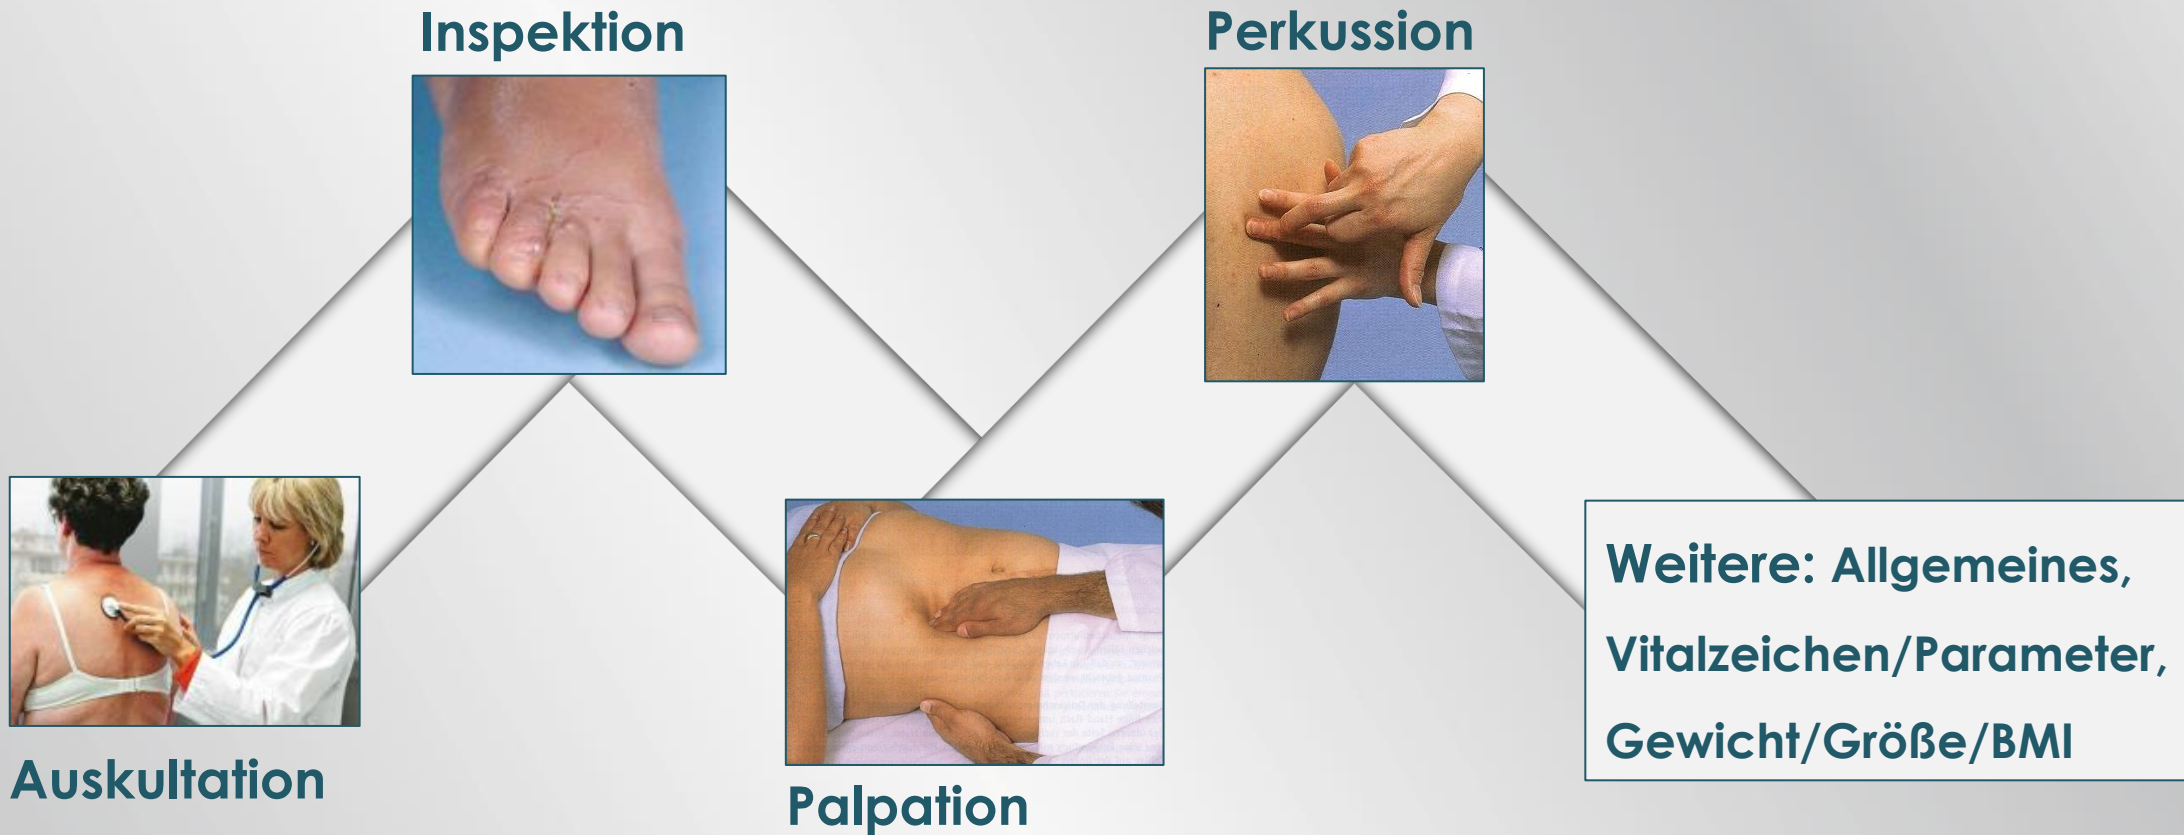 Inspektion
Perkussion
Auskultation
Palpation
Weitere: Allgemeines,
Vitalzeichen/Parameter,
Gewicht/Größe/BMI